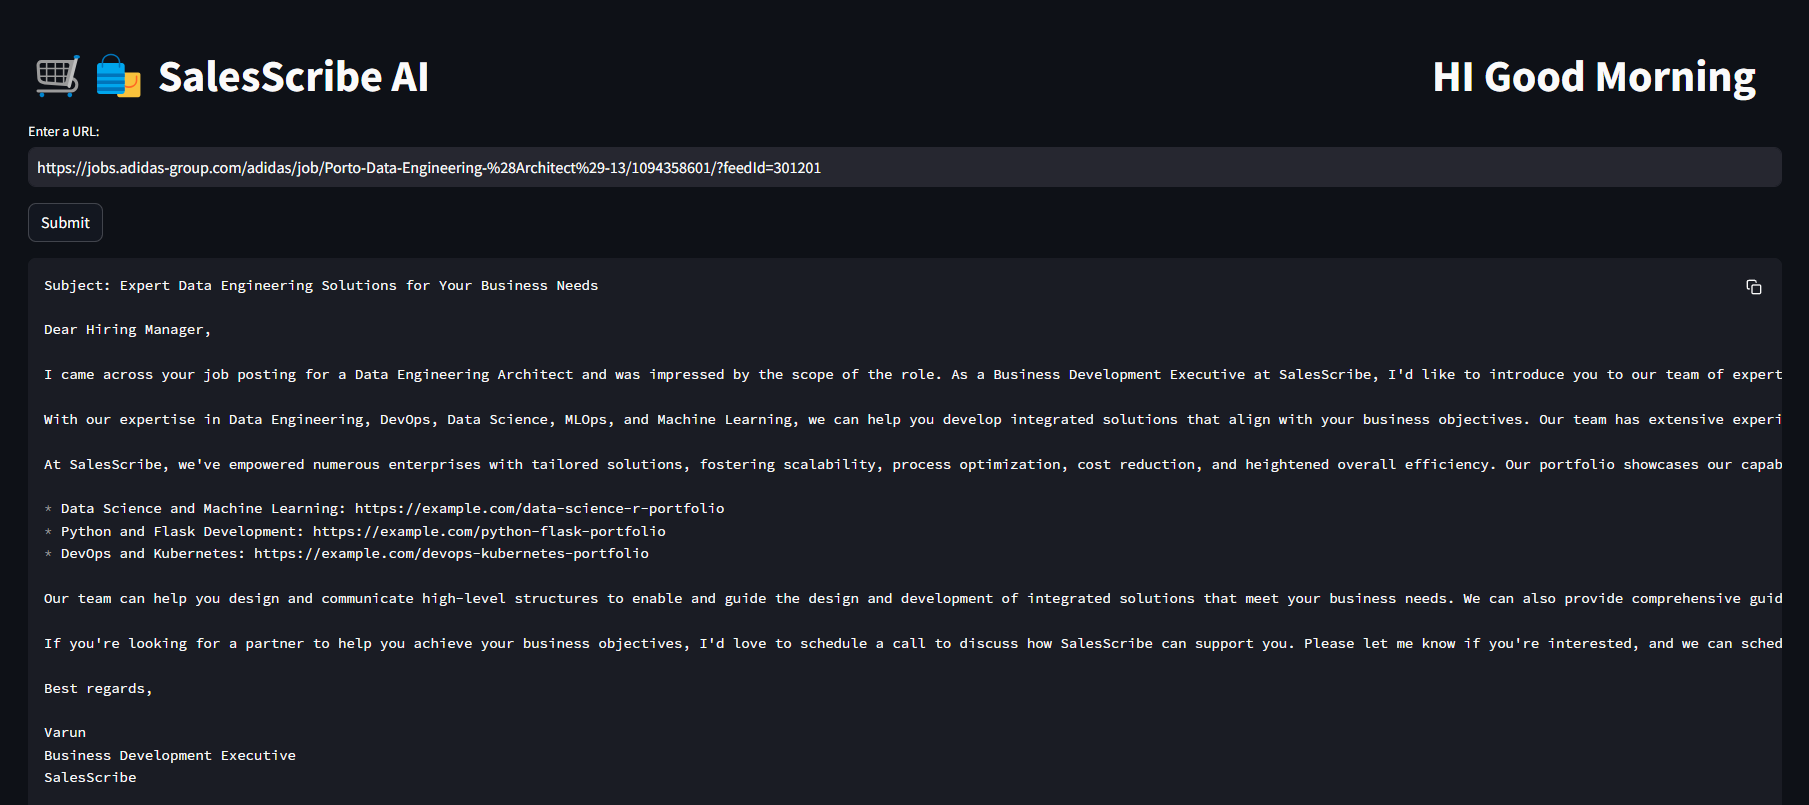 SalesScribe AI
HI Good Morning
Enter a URL:
https://jobs.adidas-group.com/adidas/job/Porto-Data-Engineering-%28Architect%29-13/1094358601/?feedId=301201
Submit
Subject: Expert Data Engineering Solutions for Your Business Needs
Dear Hiring Manager,
I came across your job posting for a Data Engineering Architect and was impressed by the scope of the role. As a Business Development Executive at SalesScribe, I'd like to introduce you to our team of expert
With our expertise in Data Engineering, DevOps, Data Science, MLOps, and Machine Learning, we can help you develop integrated solutions that align with your business objectives. Our team has extensive experi
At SalesScribe, we've empowered numerous enterprises with tailored solutions, fostering scalability, process optimization, cost reduction, and heightened overall efficiency. Our portfolio showcases our capab
* Data Science and Machine Learning: https://example.com/data-science-r-portfolio
* Python and Flask Development: https://example.com/python-flask-portfolio
* DevOps and Kubernetes: https://example.com/devops-kubernetes-portfolio
Our team can help you design and communicate high-level structures to enable and guide the design and development of integrated solutions that meet your business needs. We can also provide comprehensive guid
If you're looking for a partner to help you achieve your business objectives, I'd love to schedule a call to discuss how SalesScribe can support you. Please let me know if you're interested, and we can sched
Best regards,
Varun
Business Development Executive
SalesScribe